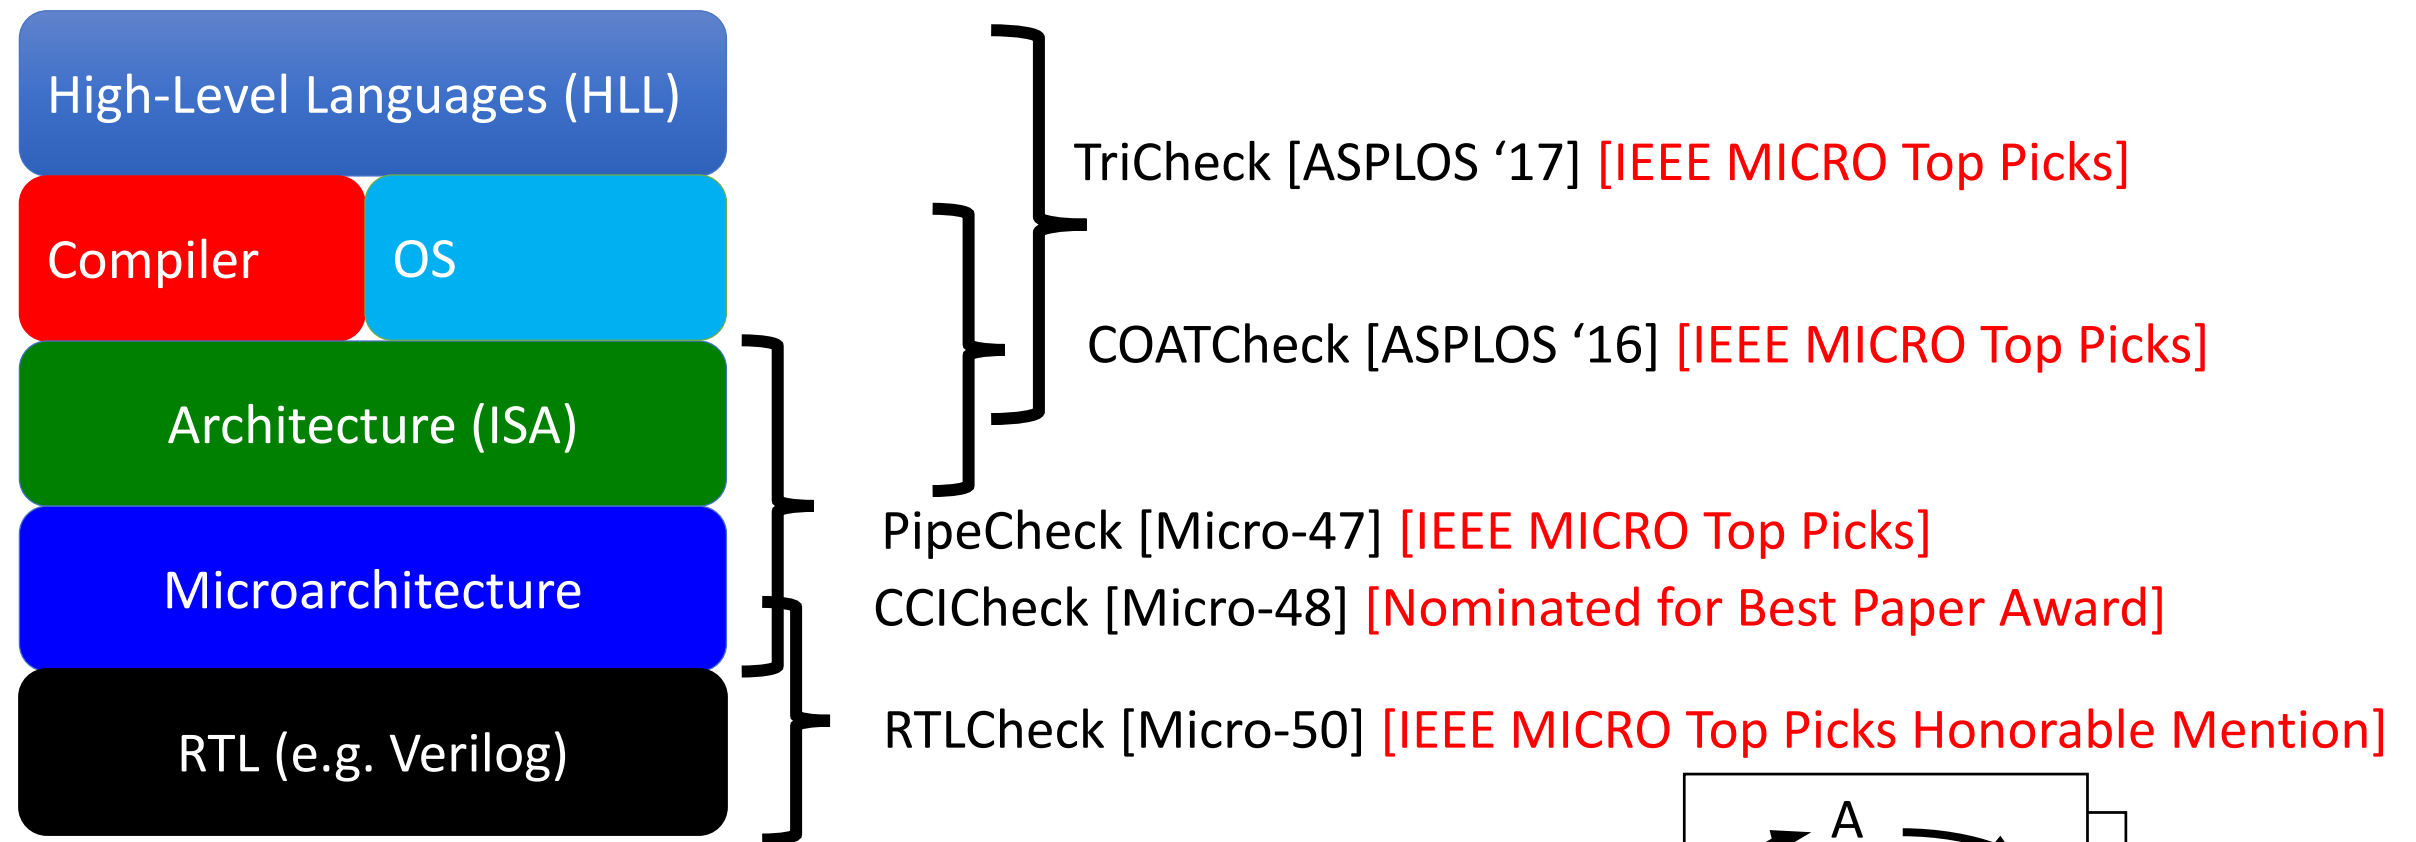 High-Level Languages (HLL)
TriCheck [ASPLOS ‘17] [IEEE MICRO Top Picks]
Compiler
OS
COATCheck [ASPLOS ‘16] [IEEE MICRO Top Picks]
Architecture (ISA)
PipeCheck [Micro-47] [IEEE MICRO Top Picks]
Microarchitecture
CCICheck [Micro-48] [Nominated for Best Paper Award]
RTLCheck [Micro-50] [IEEE MICRO Top Picks Honorable Mention]
RTL (e.g. Verilog)
A